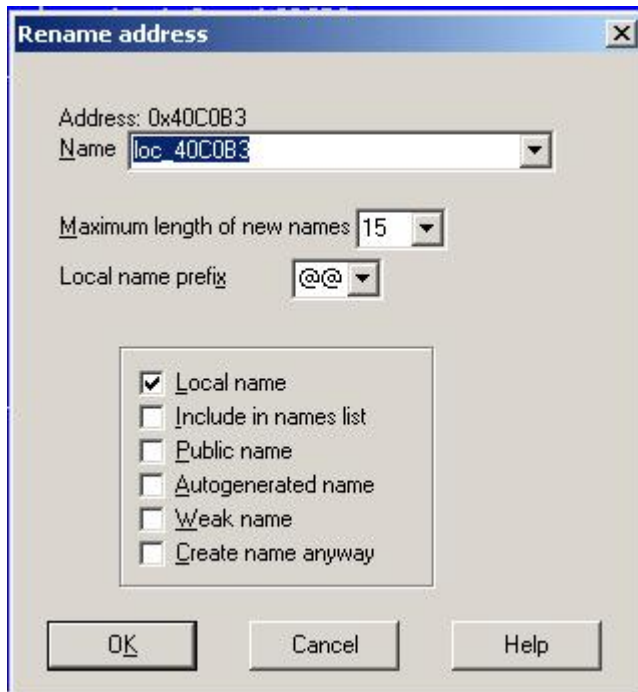 Rename address
Address: 0x40C0B3
Name loc_40C0B3
Maximum length of new names 15
Local name prefix @@
Local name
Include in names list
Public name
Autogenerated name
Weak name
Create name anyway
OK Cancel Help